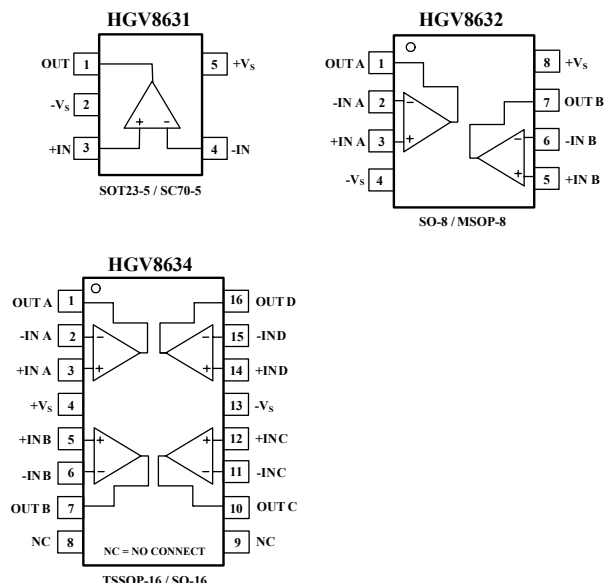 HGV8631
OUT 1 5 +VS
-VS 2
+IN 3 + - 4 -IN
SOT23-5 / SC70-5
HGV8632
OUT A 1 8 +VS
-IN A 2 - 7 OUT B
+IN A 3 + - 6 -IN B
-VS 4 + 5 +IN B
SO-8 / MSOP-8
HGV8634
OUT A 1 16 OUT D
-IN A 2 - - 15 -IND
+IN A 3 + + 14 +IND
+VS 4 13 -VS
+INB 5 + + 12 +INC
-INB 6 - - 11 -INC
OUT B 7 10 OUT C
NC 8 NC = NO CONNECT 9 NC
TSSOP-16 / SO-16